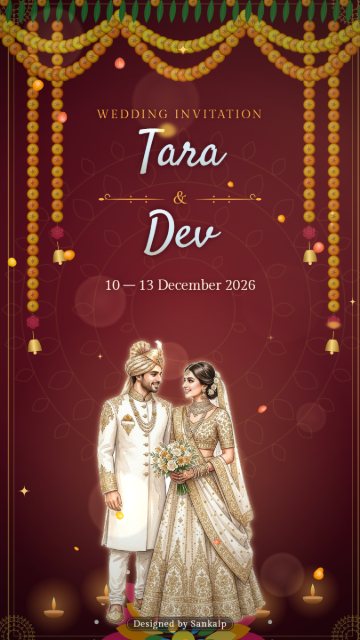 WEDDING INVITATION
Tara
&
Dev
10 — 13 December 2026
Designed by Sankalp